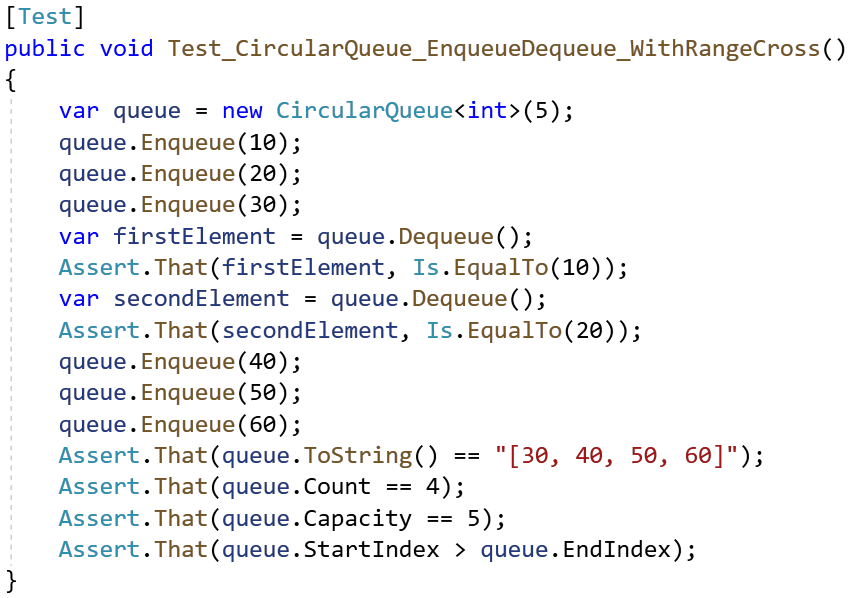 [Test]
public void Test_CircularQueue_EnqueueDequeue_WithRangeCross()
{
    var queue = new CircularQueue<int>(5);
    queue.Enqueue(10);
    queue.Enqueue(20);
    queue.Enqueue(30);
    var firstElement = queue.Dequeue();
    Assert.That(firstElement, Is.EqualTo(10));
    var secondElement = queue.Dequeue();
    Assert.That(secondElement, Is.EqualTo(20));
    queue.Enqueue(40);
    queue.Enqueue(50);
    queue.Enqueue(60);
    Assert.That(queue.ToString() == "[30, 40, 50, 60]");
    Assert.That(queue.Count == 4);
    Assert.That(queue.Capacity == 5);
    Assert.That(queue.StartIndex > queue.EndIndex);
}